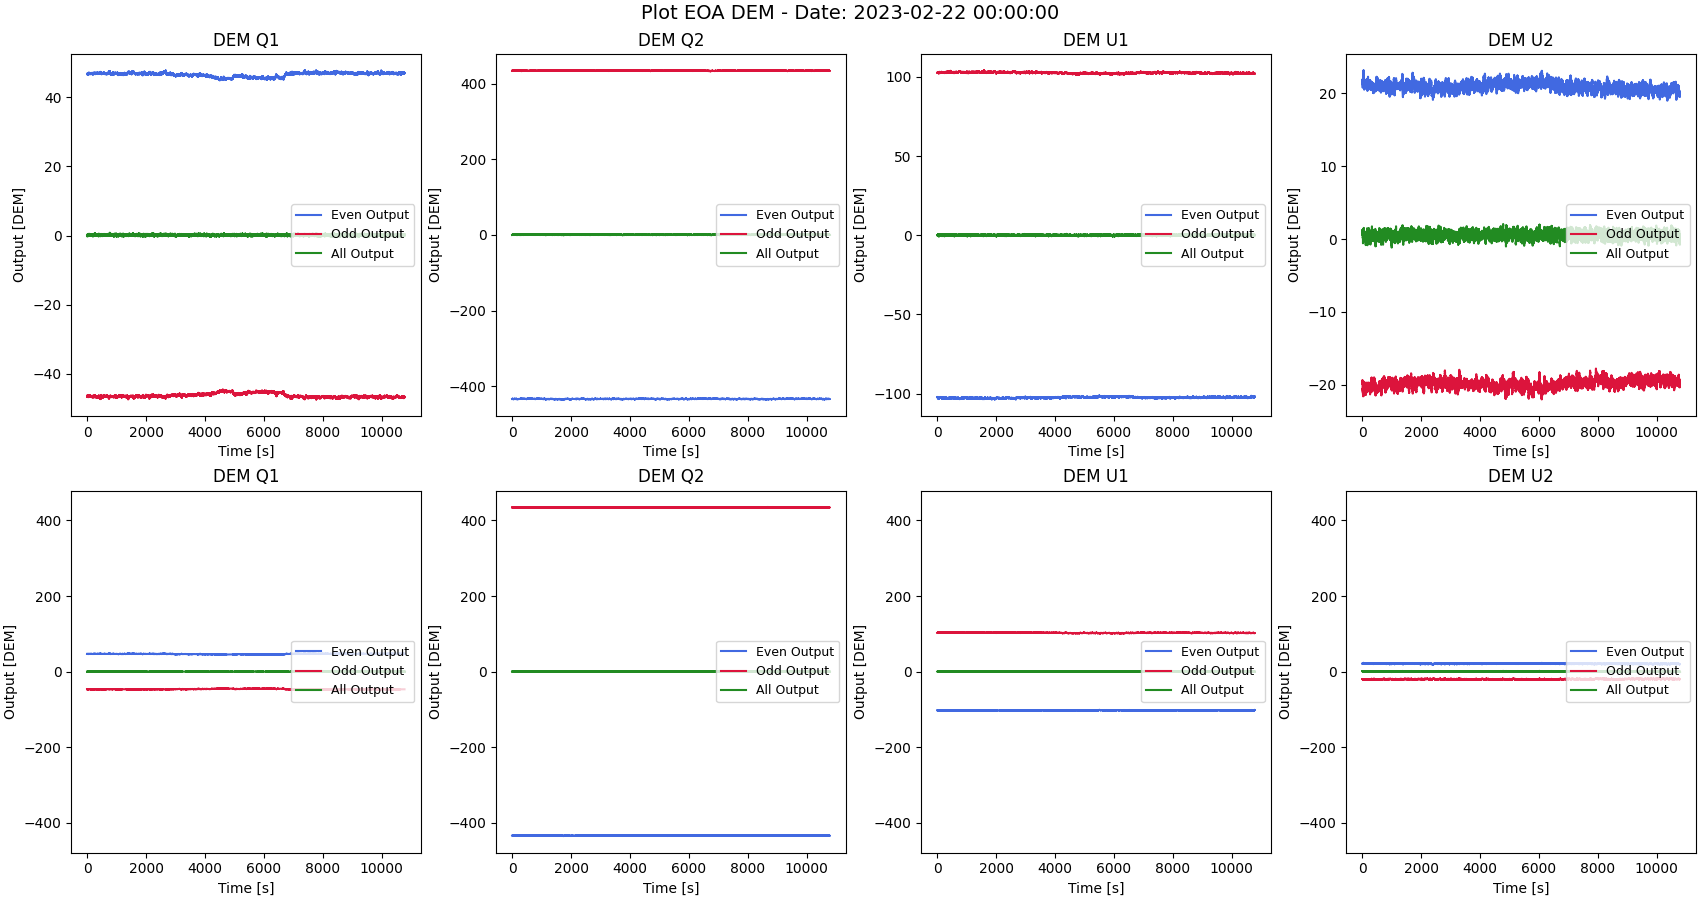 Plot EOA DEM - Date: 2023-02-22 00:00:00
DEM Q1
Output [DEM]
40
20
0
−20
−40
0 2000 4000 6000 8000 10000
Time [s]
Even Output
Odd Output
All Output
DEM Q2
Output [DEM]
400
200
0
−200
−400
0 2000 4000 6000 8000 10000
Time [s]
Even Output
Odd Output
All Output
DEM U1
Output [DEM]
100
50
0
−50
−100
0 2000 4000 6000 8000 10000
Time [s]
Even Output
Odd Output
All Output
DEM U2
Output [DEM]
20
10
0
−10
−20
0 2000 4000 6000 8000 10000
Time [s]
Even Output
Odd Output
All Output
DEM Q1
Output [DEM]
400
200
0
−200
−400
0 2000 4000 6000 8000 10000
Time [s]
Even Output
Odd Output
All Output
DEM Q2
Output [DEM]
400
200
0
−200
−400
0 2000 4000 6000 8000 10000
Time [s]
Even Output
Odd Output
All Output
DEM U1
Output [DEM]
400
200
0
−200
−400
0 2000 4000 6000 8000 10000
Time [s]
Even Output
Odd Output
All Output
DEM U2
Output [DEM]
400
200
0
−200
−400
0 2000 4000 6000 8000 10000
Time [s]
Even Output
Odd Output
All Output